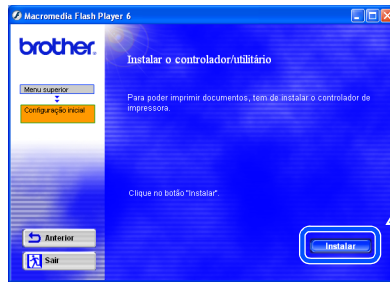 Macromedia Flash Player 6
brother.
Instalar o controlador/utilitário
Menu superior
Configuração inicial
Para poder imprimir documentos, tem de instalar o controlador de
impressora.
Clique no botão "Instalar".
Anterior
Instalar
Sair